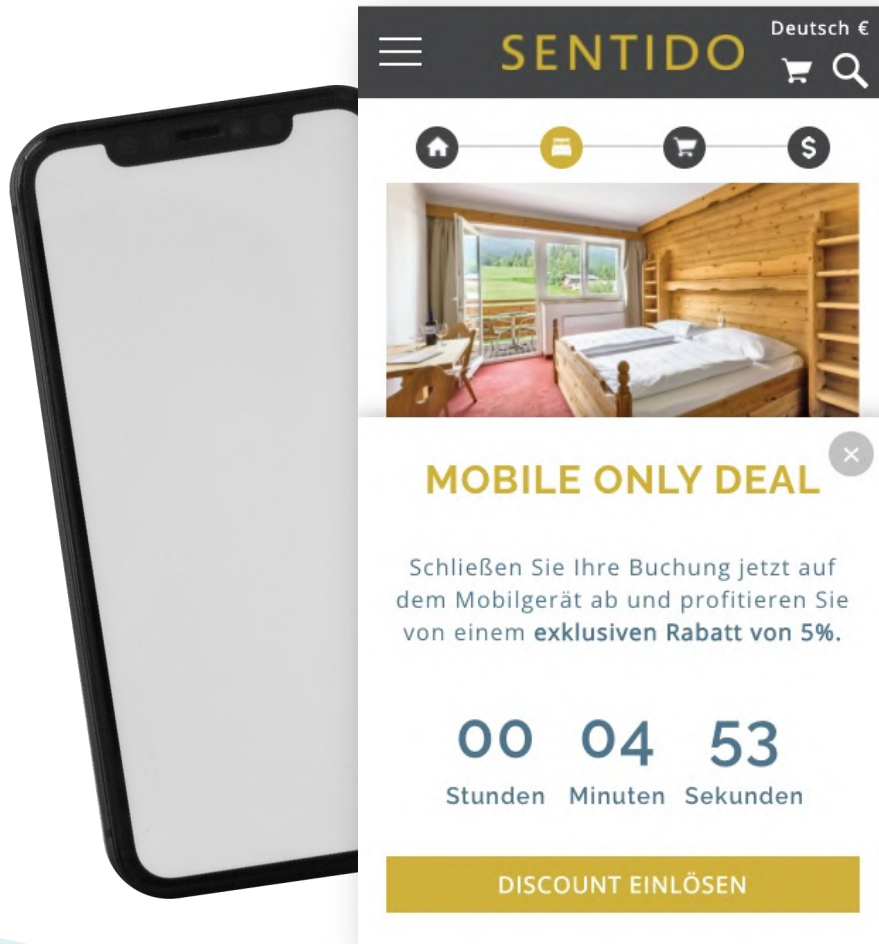 Deutsch €
SENTIDO
MOBILE ONLY DEAL
Schließen Sie Ihre Buchung jetzt auf
dem Mobilgerät ab und profitieren Sie
von einem exklusiven Rabatt von 5%.
00 04 53
Stunden Minuten Sekunden
DISCOUNT EINLÖSEN